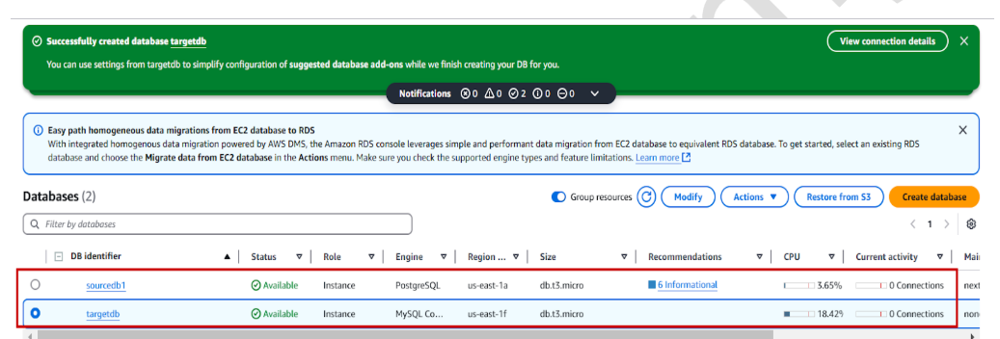 Successfully created database targetdb
View connection details
You can use settings from targetdb to simplify configuration of suggested database add-ons while we finish creating your DB for you.
Notifications 0 0 2 0 0
Easy path homogeneous data migrations from EC2 database to RDS
With integrated homogeneous data migration powered by AWS DMS, the Amazon RDS console leverages simple and performant data migration from EC2 database to equivalent RDS database. To get started, select an existing RDS
database and choose the Migrate data from EC2 database in the Actions menu. Make sure you check the supported engine types and feature limitations. Learn more
Databases (2)
Group resources
Modify
Actions
Restore from S3
Create database
Filter by databases
1
DB identifier Status Role Engine Region ... Size Recommendations CPU Current activity Mai
sourcedb1 Available Instance PostgreSQL us-east-1a db.t3.micro 6 Informational 3.65% 0 Connections next
targetdb Available Instance MySQL Co... us-east-1f db.t3.micro 18.42% 0 Connections non